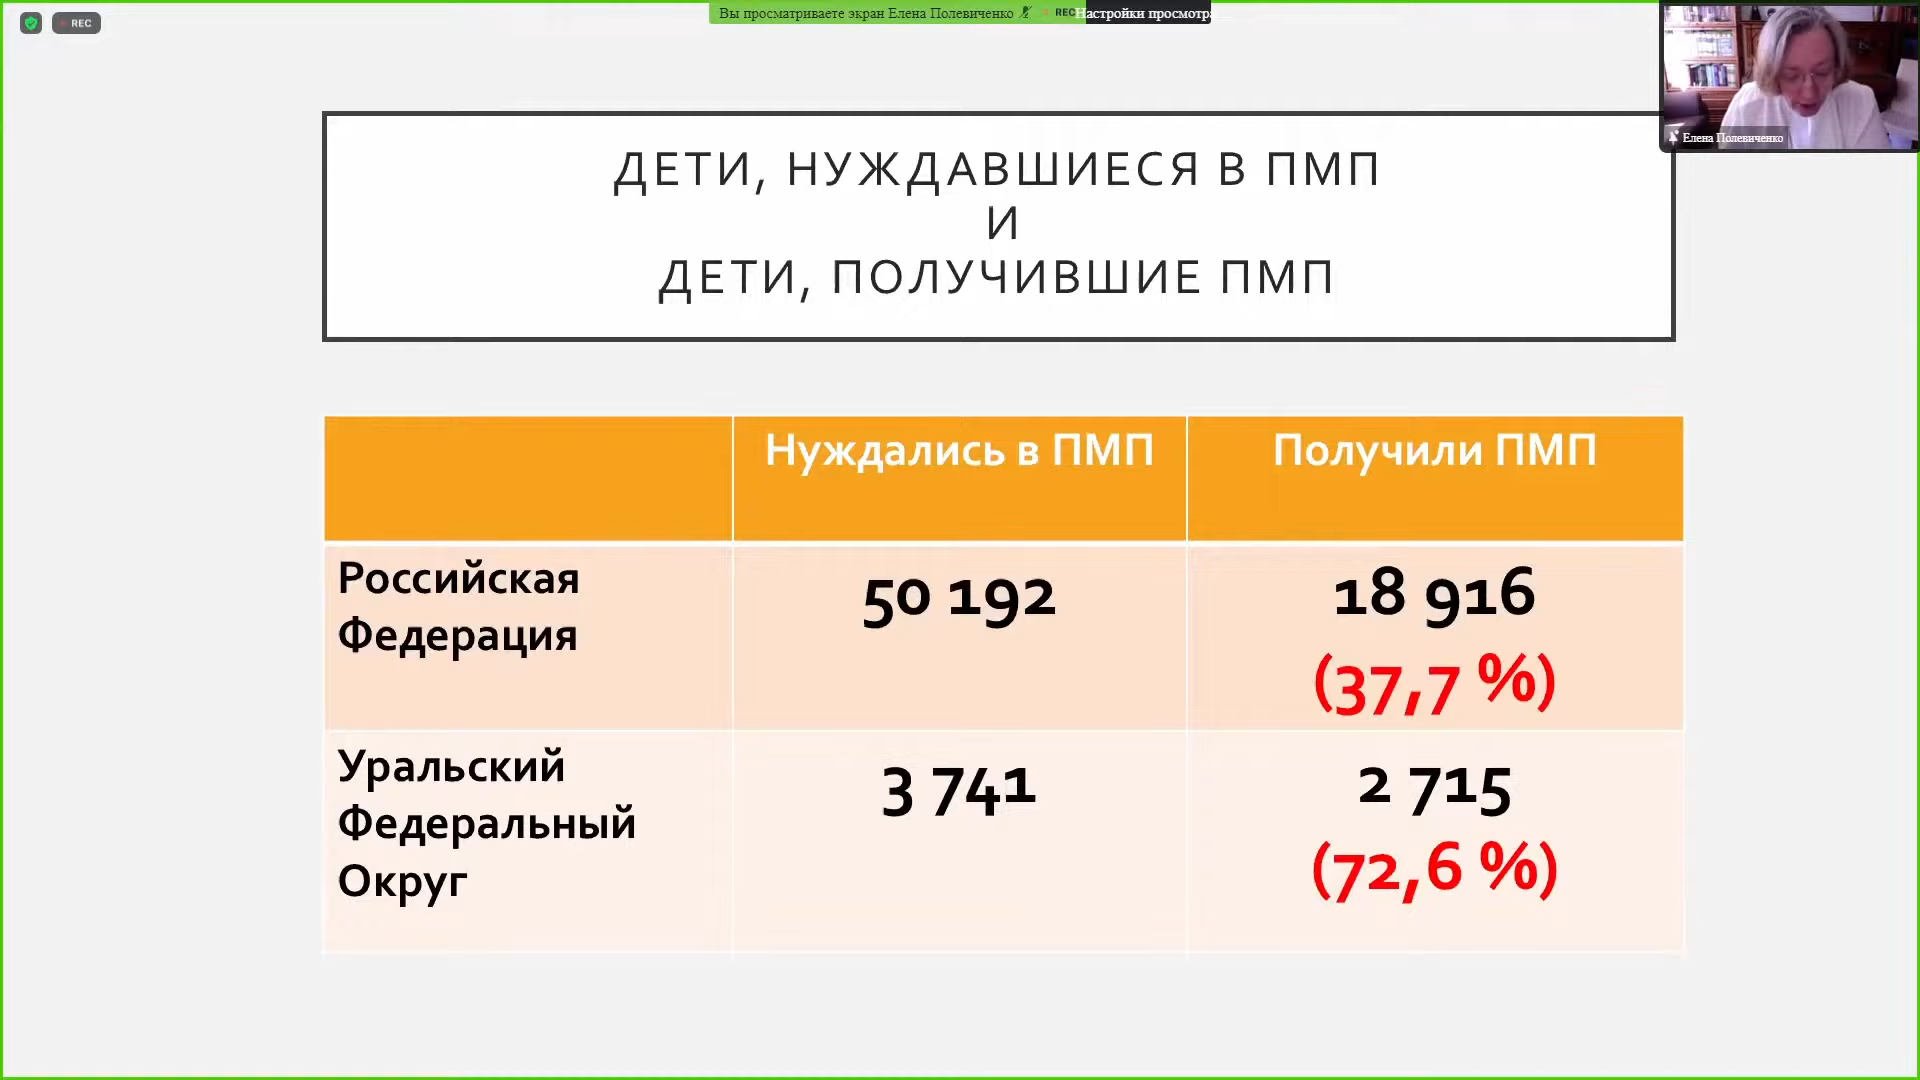 REC
Вы просматриваете экран Елена Полевиченко
REC
Настройки просмотра
Елена Полевиченко
ДЕТИ, НУЖДАВШИЕСЯ В ПМП
И
ДЕТИ, ПОЛУЧИВШИЕ ПМП
Нуждались в ПМП
Получили ПМП
Российская
Федерация
50 192
18 916
(37,7 %)
Уральский
Федеральный
Округ
3 741
2 715
(72,6 %)